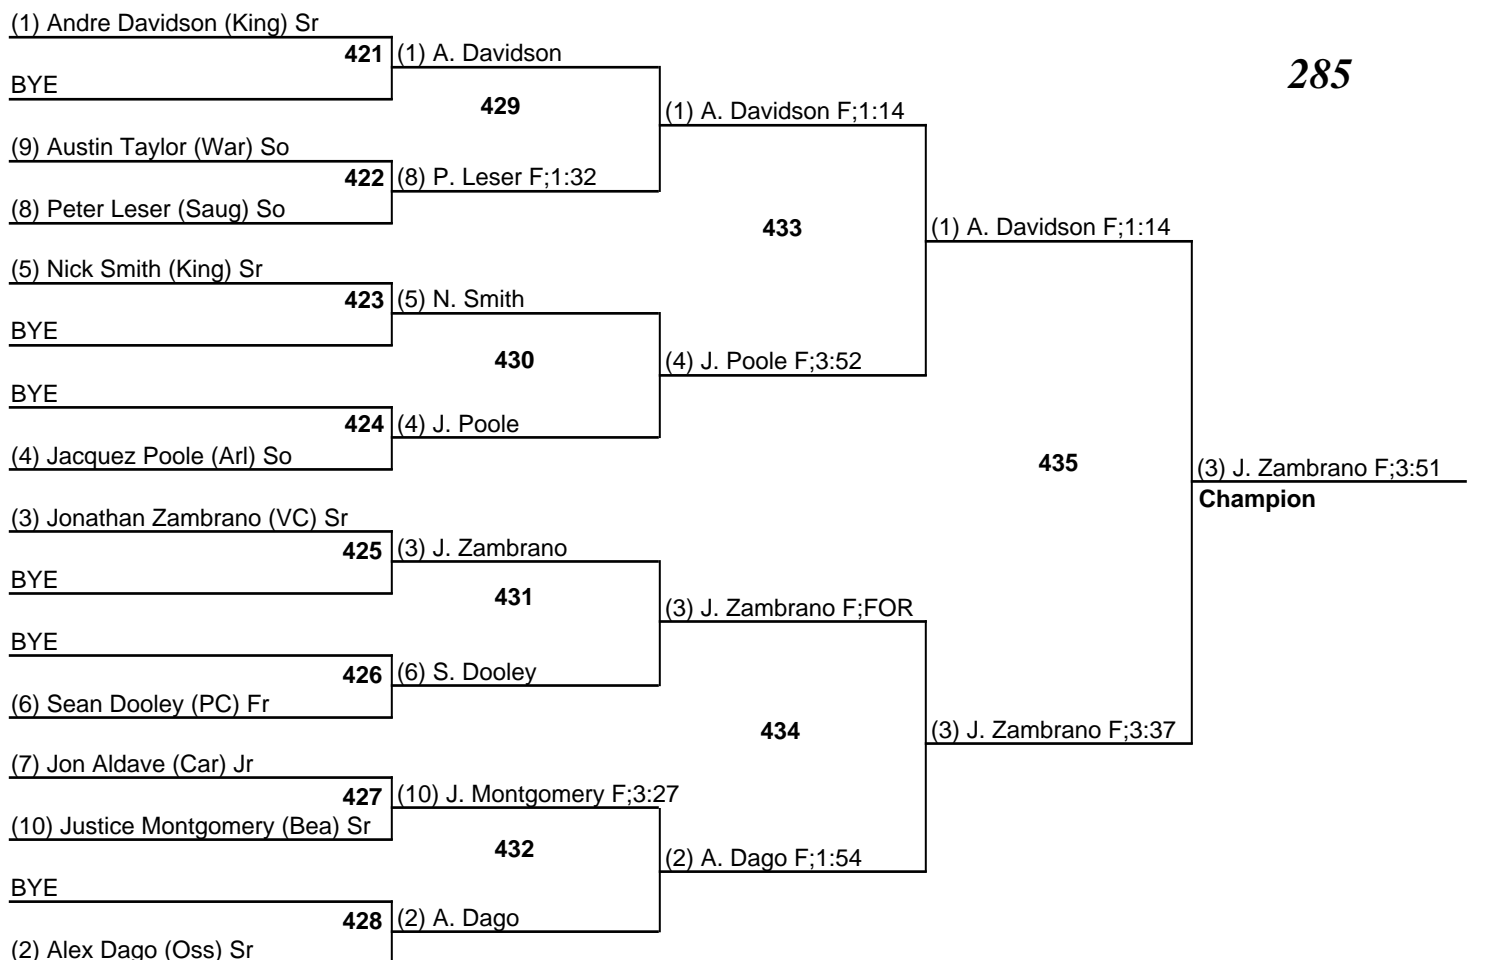 (1) Andre Davidson (King) Sr
421 (1) A. Davidson
285
BYE
429
(1) A. Davidson F;1:14
(9) Austin Taylor (War) So
422 (8) P. Leser F;1:32
(8) Peter Leser (Saug) So
433
(1) A. Davidson F;1:14
(5) Nick Smith (King) Sr
423 (5) N. Smith
BYE
430
(4) J. Poole F;3:52
BYE
424 (4) J. Poole
(4) Jacquez Poole (Arl) So
435
(3) J. Zambrano F;3:51
Champion
(3) Jonathan Zambrano (VC) Sr
425 (3) J. Zambrano
BYE
431
(3) J. Zambrano F;FOR
BYE
426 (6) S. Dooley
(6) Sean Dooley (PC) Fr
434
(3) J. Zambrano F;3:37
(7) Jon Aldave (Car) Jr
427 (10) J. Montgomery F;3:27
(10) Justice Montgomery (Bea) Sr
432
(2) A. Dago F;1:54
BYE
428 (2) A. Dago
(2) Alex Dago (Oss) Sr